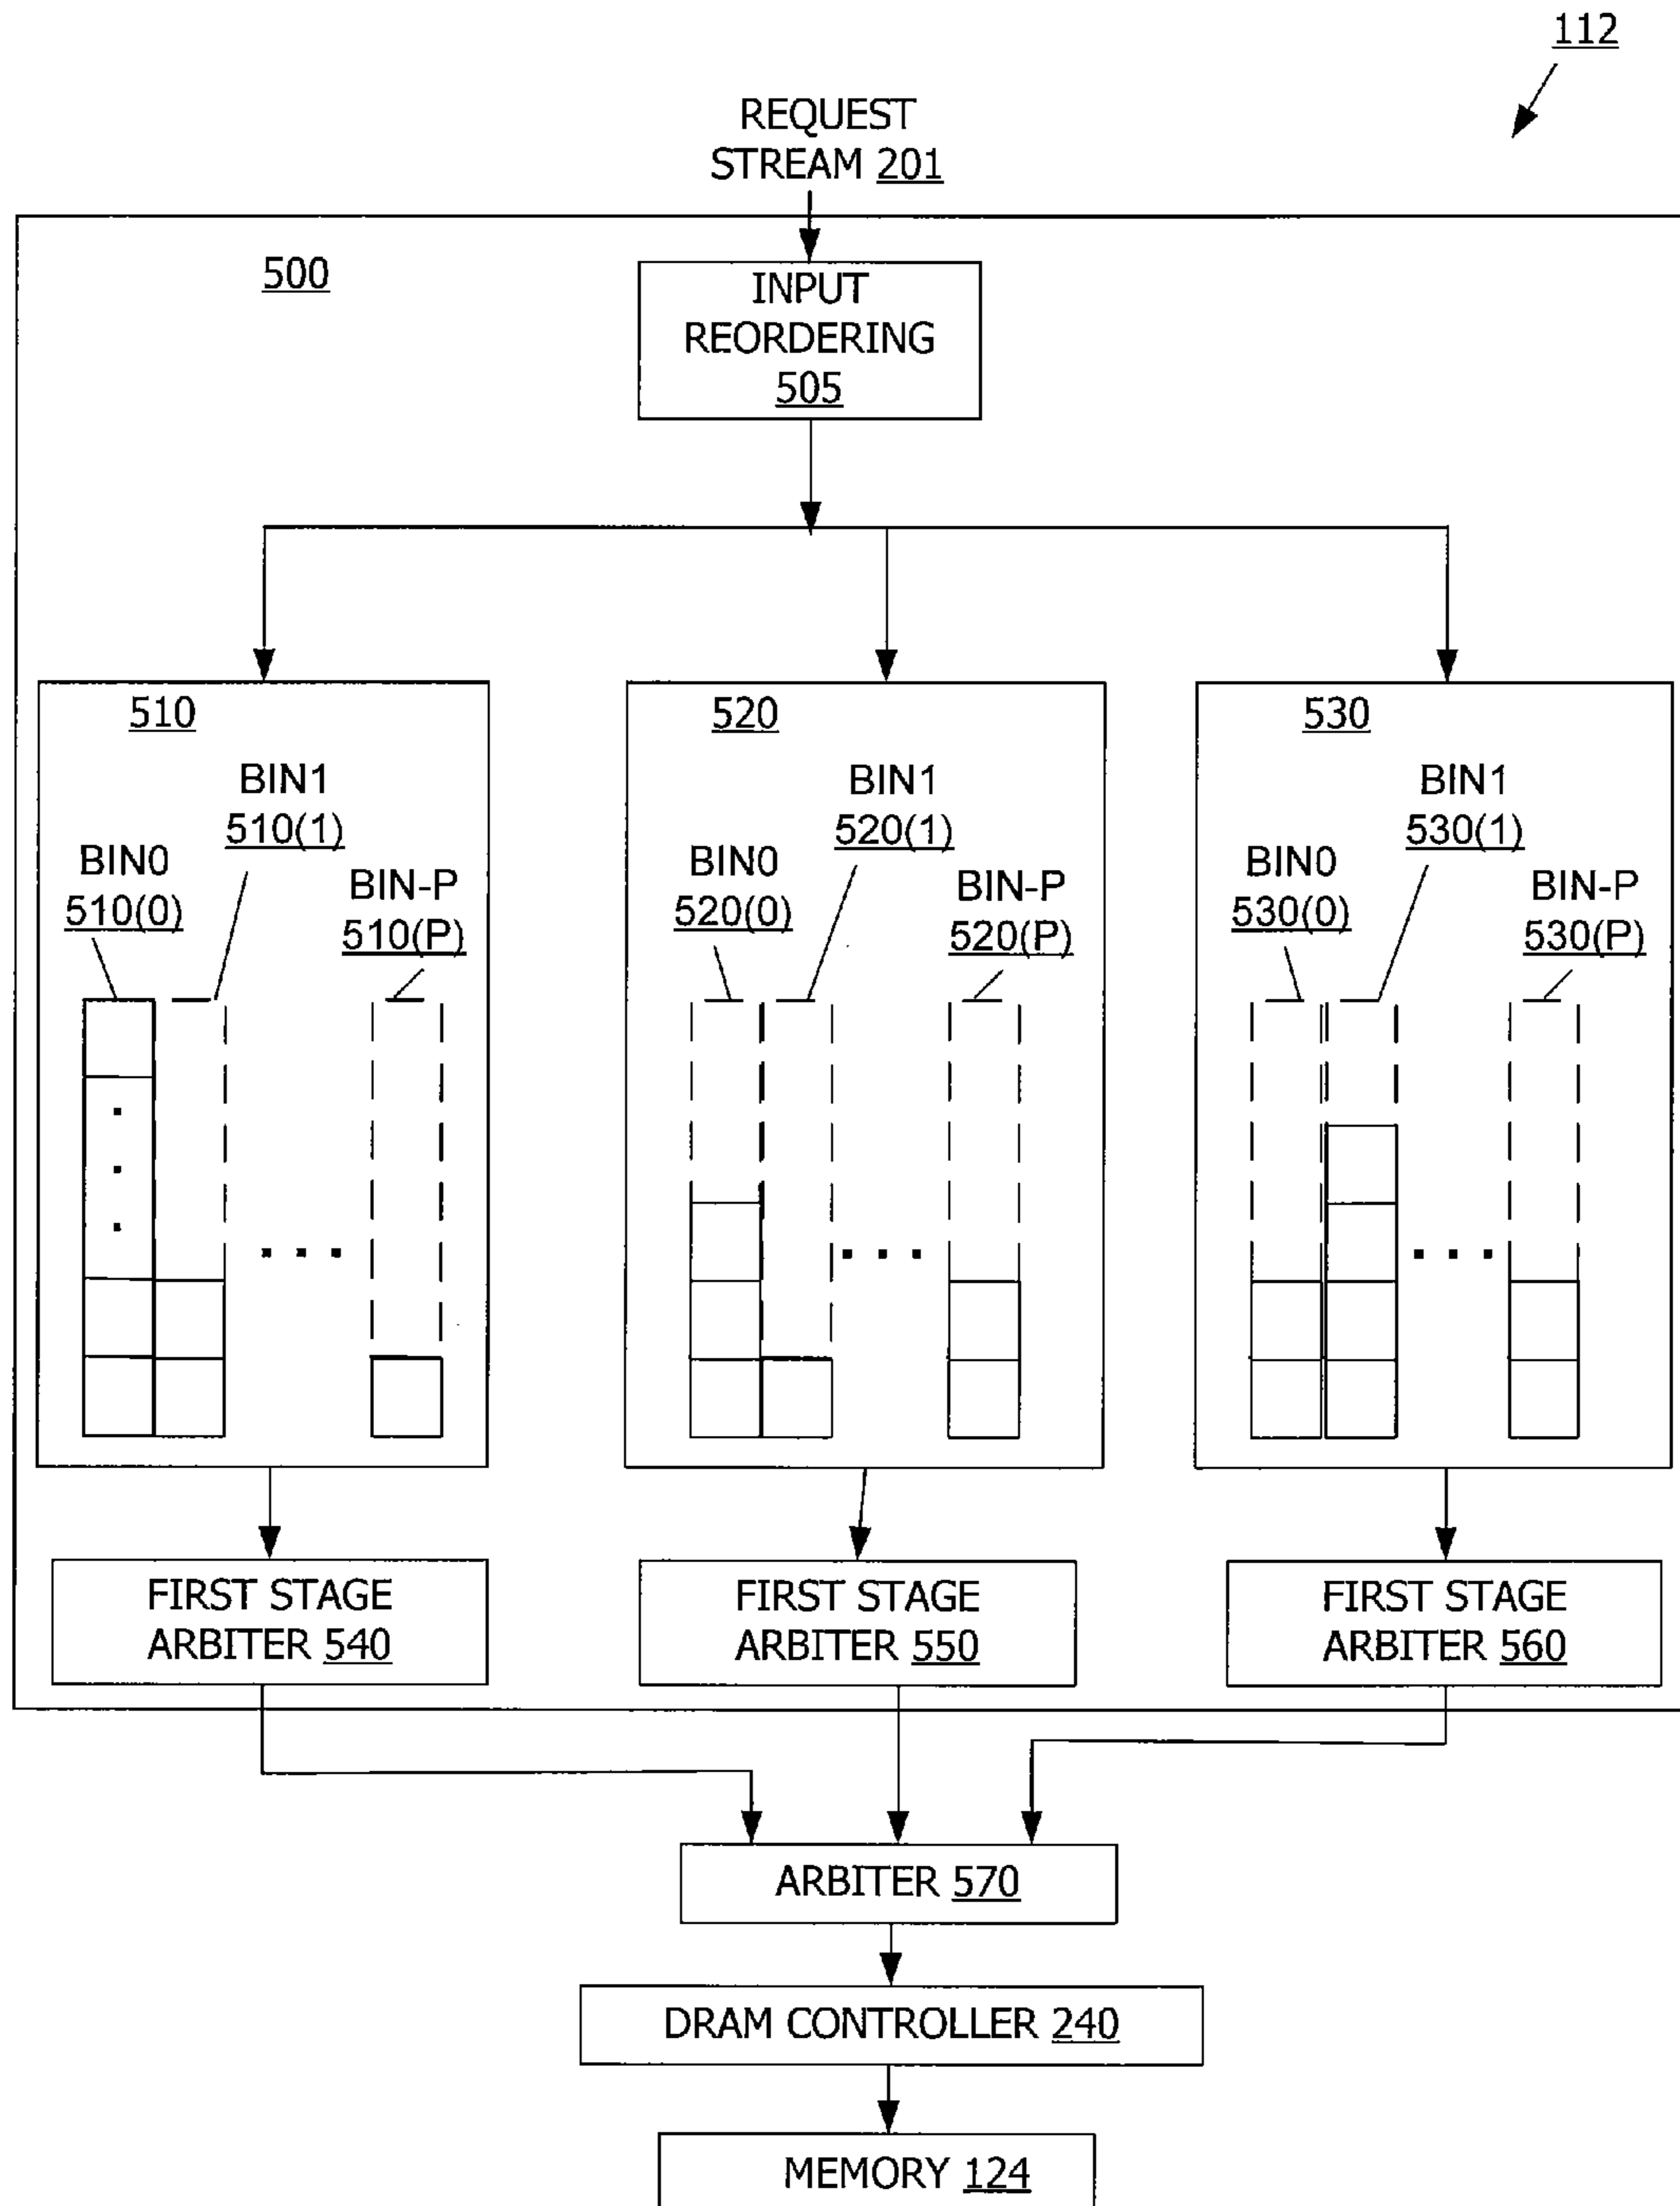 112
REQUEST
STREAM 201
500
INPUT
REORDERING
505
510
BIN1
510(1)
BIN0
510(0)
BIN-P
510(P)
520
BIN1
520(1)
BIN0
520(0)
BIN-P
520(P)
530
BIN1
530(1)
BIN0
530(0)
BIN-P
530(P)
FIRST STAGE
ARBITER 540
FIRST STAGE
ARBITER 550
FIRST STAGE
ARBITER 560
ARBITER 570
DRAM CONTROLLER 240
MEMORY 124